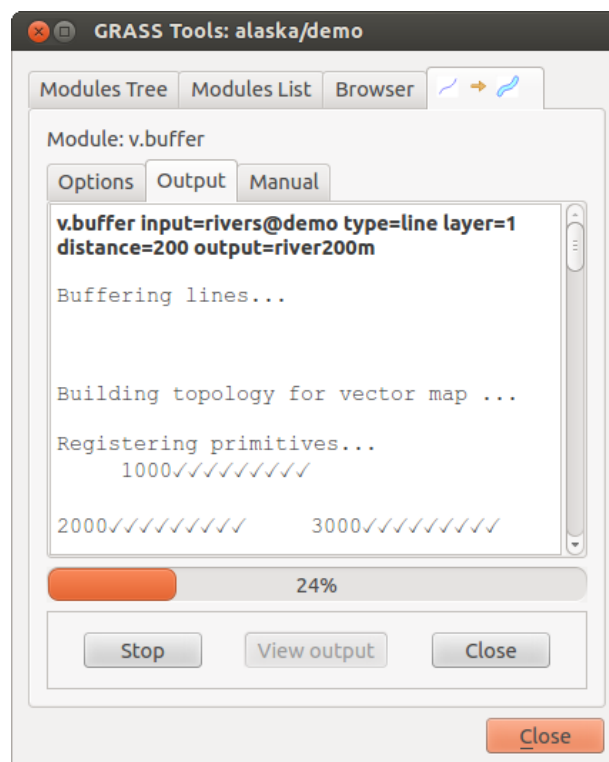 GRASS Tools: alaska/demo
Modules Tree Modules List Browser
Module: v.buffer
Options Output Manual
v.buffer input=rivers@demo type=line layer=1
distance=200 output=river200m
Buffering lines...
Building topology for vector map ...
Registering primitives...
1000✓✓✓✓✓✓✓✓✓
2000✓✓✓✓✓✓✓✓✓ 3000✓✓✓✓✓✓✓✓✓
24%
Stop View output Close
Close